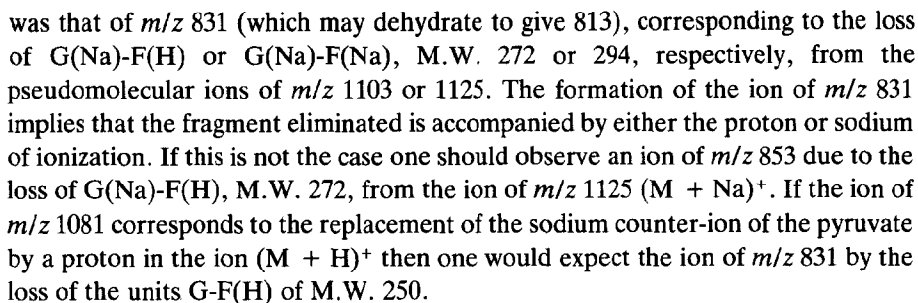 was that of m/z 831 (which may dehydrate to give 813), corresponding to the loss
of G(Na)-F(H) or G(Na)-F(Na), M.W. 272 or 294, respectively, from the
pseudomolecular ions of m/z 1103 or 1125. The formation of the ion of m/z 831
implies that the fragment eliminated is accompanied by either the proton or sodium
of ionization. If this is not the case one should observe an ion of m/z 853 due to the
loss of G(Na)-F(H), M.W. 272, from the ion of m/z 1125 (M + Na)⁺. If the ion of
m/z 1081 corresponds to the replacement of the sodium counter-ion of the pyruvate
by a proton in the ion (M + H)⁺ then one would expect the ion of m/z 831 by the
loss of the units G-F(H) of M.W. 250.